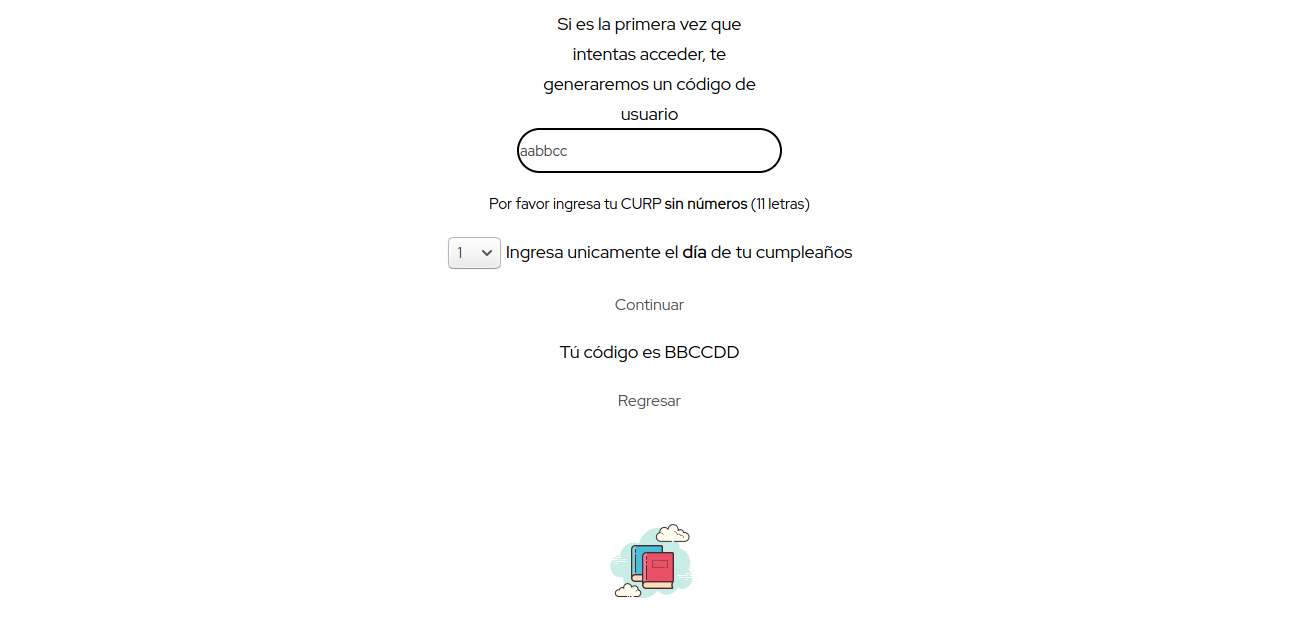 Si es la primera vez que
intentas acceder, te
generaremos un código de
usuario
aabbcc
Por favor ingresa tu CURP sin números (11 letras)
1 Ingresa unicamente el día de tu cumpleaños
Continuar
Tú código es BBCCDD
Regresar